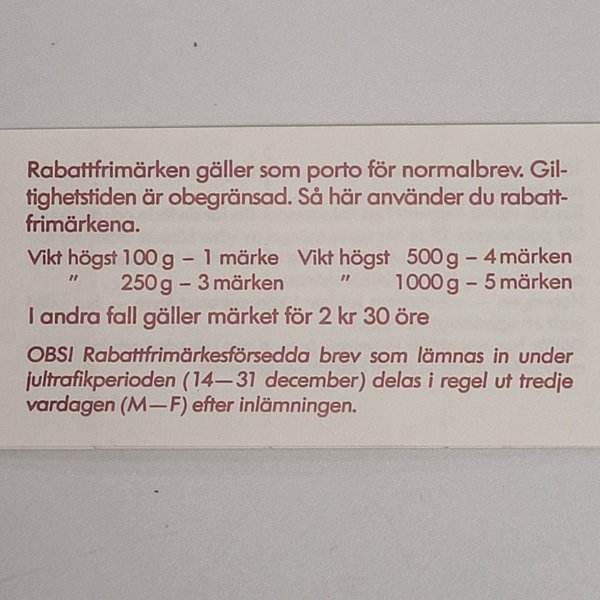 Rabattfrimärken gäller som porto för normalbrev. Gil-
tighetstiden är obegränsad. Så här använder du rabatt-
frimärkena.
Vikt högst 100 g – 1 märke Vikt högst 500 g – 4 märken
" 250 g – 3 märken " 1000 g – 5 märken
I andra fall gäller märket för 2 kr 30 öre
OBS! Rabattfrimärkesförsedda brev som lämnas in under
jultrafikperioden (14—31 december) delas i regel ut tredje
vardagen (M—F) efter inlämningen.